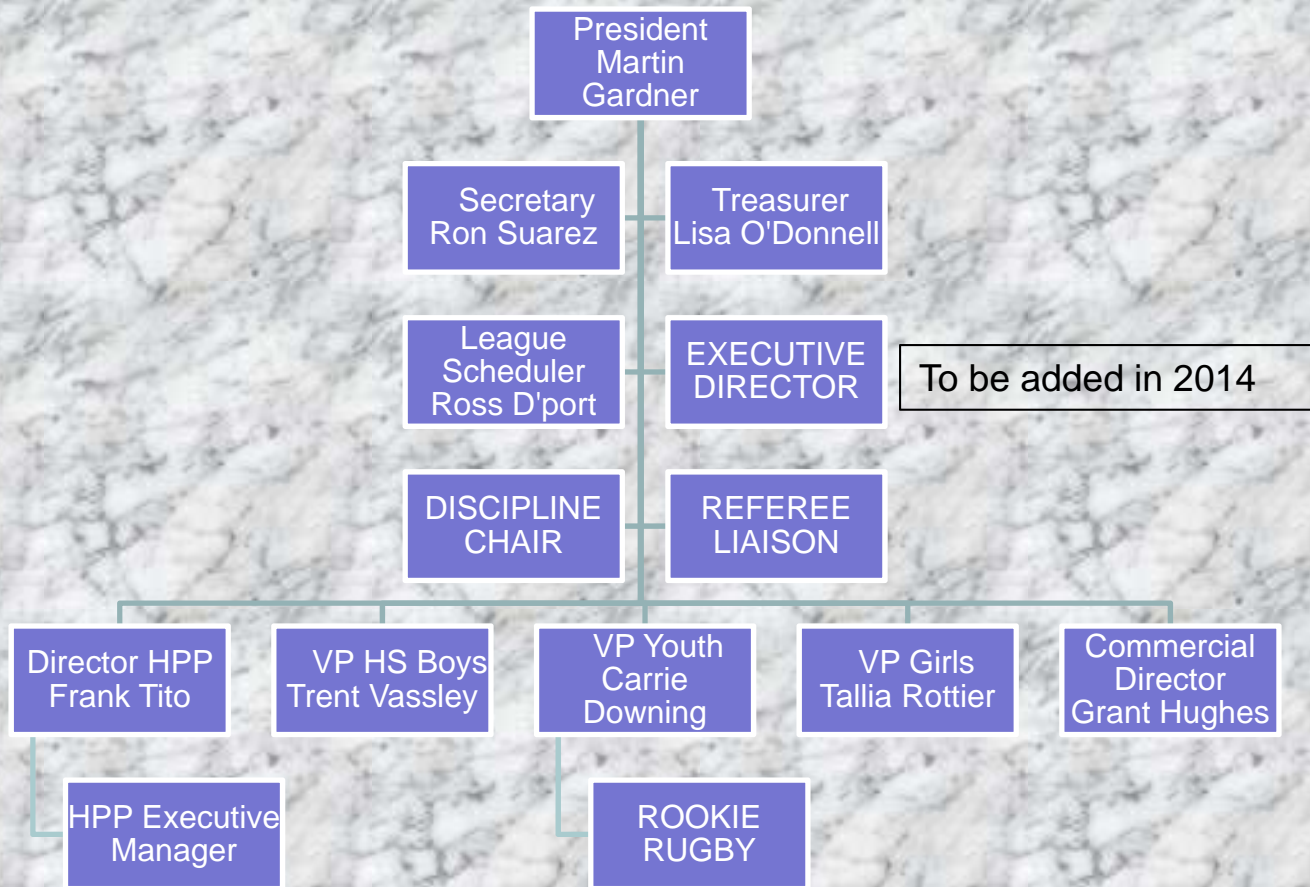 President
Martin
Gardner
Secretary
Ron Suarez
Treasurer
Lisa O'Donnell
League
Scheduler
Ross D'port
EXECUTIVE
DIRECTOR
To be added in 2014
DISCIPLINE
CHAIR
REFEREE
LIAISON
Director HPP
Frank Tito
VP HS Boys
Trent Vassley
VP Youth
Carrie
Downing
VP Girls
Tallia Rottier
Commercial
Director
Grant Hughes
HPP Executive
Manager
ROOKIE
RUGBY